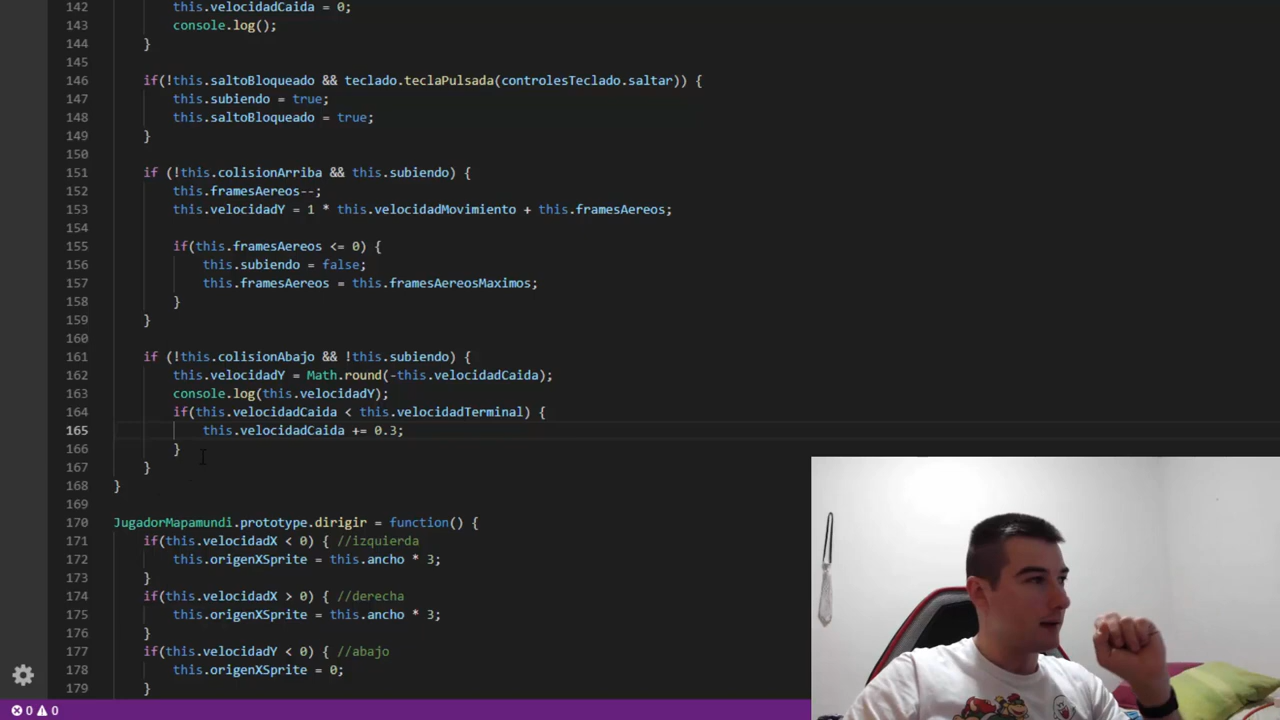 142 this.velocidadCaida = 0;
143 console.log();
144 }
145
146 if(!this.saltoBloqueado && teclado.teclaPulsada(controlesTeclado.saltar)) {
147 this.subiendo = true;
148 this.saltoBloqueado = true;
149 }
150
151 if (!this.colisionArriba && this.subiendo) {
152 this.framesAereos--;
153 this.velocidadY = 1 * this.velocidadMovimiento + this.framesAereos;
154
155 if(this.framesAereos <= 0) {
156 this.subiendo = false;
157 this.framesAereos = this.framesAereosMaximos;
158 }
159 }
160
161 if (!this.colisionAbajo && !this.subiendo) {
162 this.velocidadY = Math.round(-this.velocidadCaida);
163 console.log(this.velocidadY);
164 if(this.velocidadCaida < this.velocidadTerminal) {
165 this.velocidadCaida += 0.3;
166 }
167 }
168 }
169
170 JugadorMapamundi.prototype.dirigir = function() {
171 if(this.velocidadX < 0) { //izquierda
172 this.origenXSprite = this.ancho * 3;
173 }
174 if(this.velocidadX > 0) { //derecha
175 this.origenXSprite = this.ancho * 3;
176 }
177 if(this.velocidadY < 0) { //abajo
178 this.origenXSprite = 0;
179 }
0 0